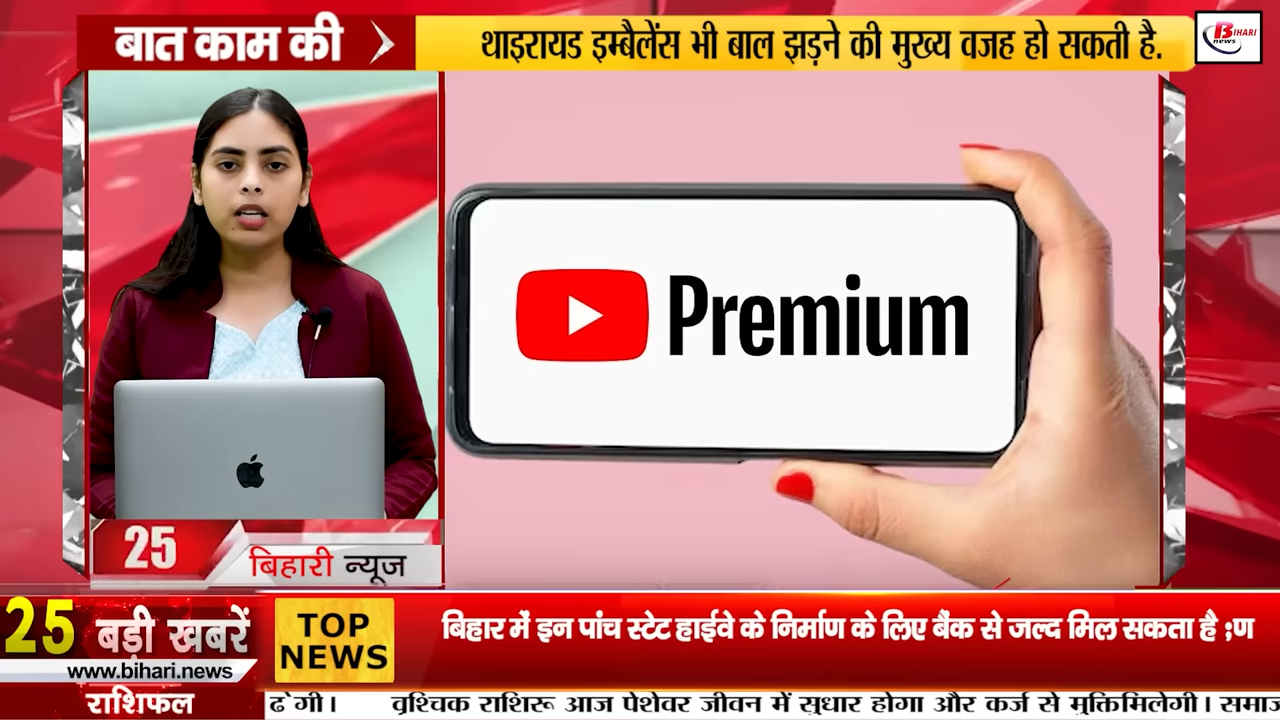 बात काम की
थाइरायड इम्बैलेंस भी बाल झड़ने की मुख्य वजह हो सकती है.
BIHARI
news
Premium
25
बिहारी न्यूज
25 बड़ी खबरें
www.bihari.news
TOP
NEWS
बिहार में इन पांच स्टेट हाईवे के निर्माण के लिए बैंक से जल्द मिल सकता है ;ण
राशिफल
वृश्चिक राशिरू आज पेशेवर जीवन में सुधार होगा और कर्ज से मुक्तिमिलेगी। समाज